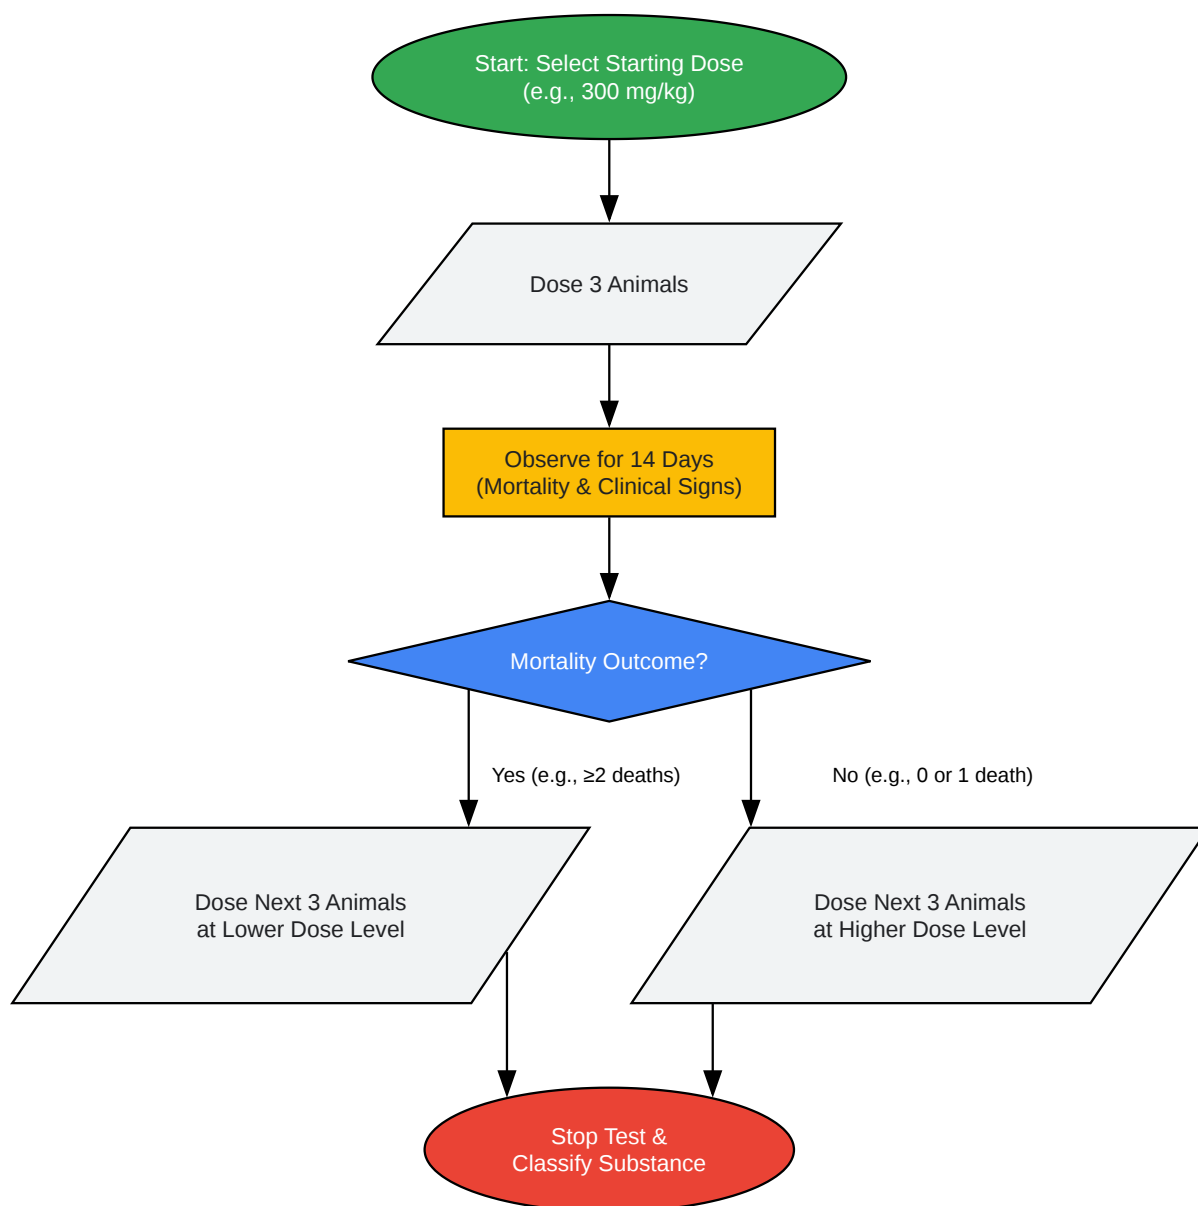 Start: Select Starting Dose
(e.g., 300 mg/kg)
Dose 3 Animals
Observe for 14 Days
(Mortality & Clinical Signs)
Mortality Outcome?
Yes (e.g., ≥2 deaths)
No (e.g., 0 or 1 death)
Dose Next 3 Animals
at Lower Dose Level
Dose Next 3 Animals
at Higher Dose Level
Stop Test &
Classify Substance